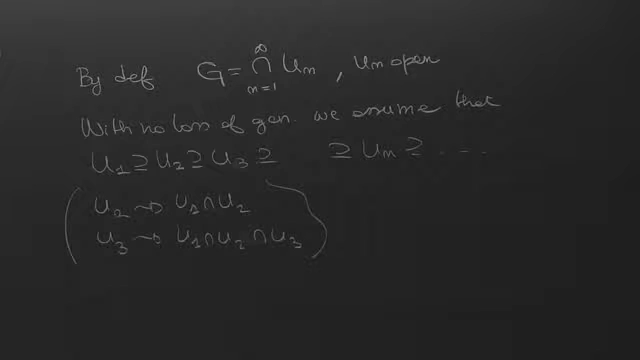 By def G = ∩_{m=1}^{∞} U_m , U_m open
With no loss of gen. we assume that
U_1 ⊇ U_2 ⊇ U_3 ⊇ ⊇ U_m ⊇ ....
( U_2 ⇝ U_1 ∩ U_2
U_3 ⇝ U_1 ∩ U_2 ∩ U_3 )